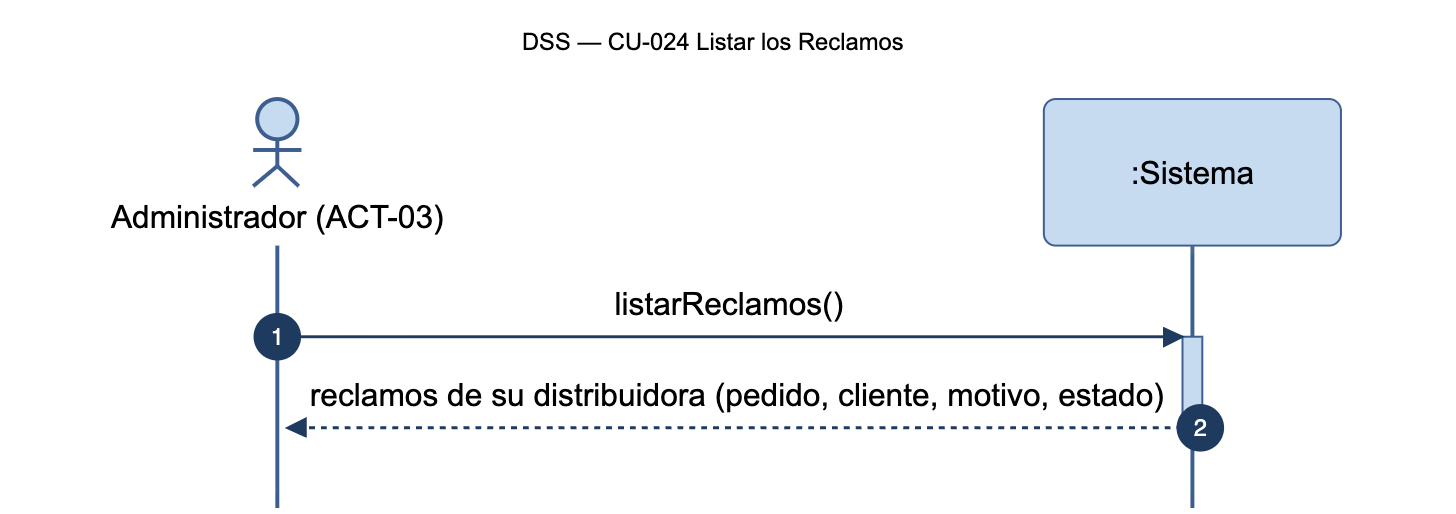 DSS — CU-024 Listar los Reclamos
:Sistema
Administrador (ACT-03)
listarReclamos()
1
reclamos de su distribuidora (pedido, cliente, motivo, estado)
2